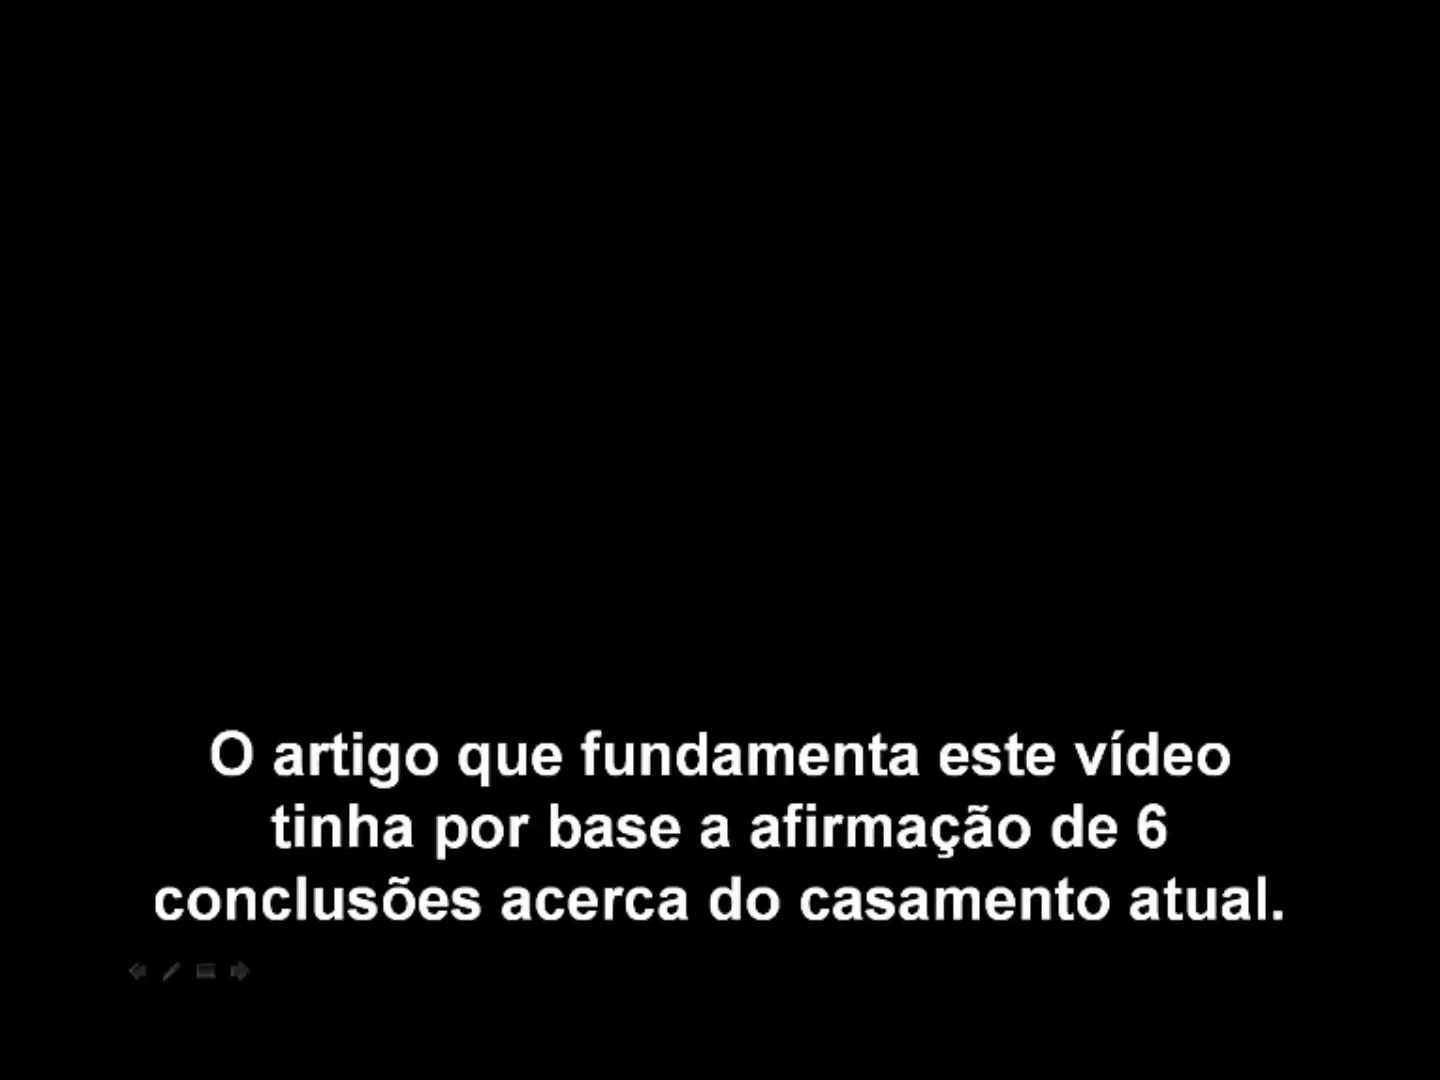 O artigo que fundamenta este vídeo
tinha por base a afirmação de 6
conclusões acerca do casamento atual.